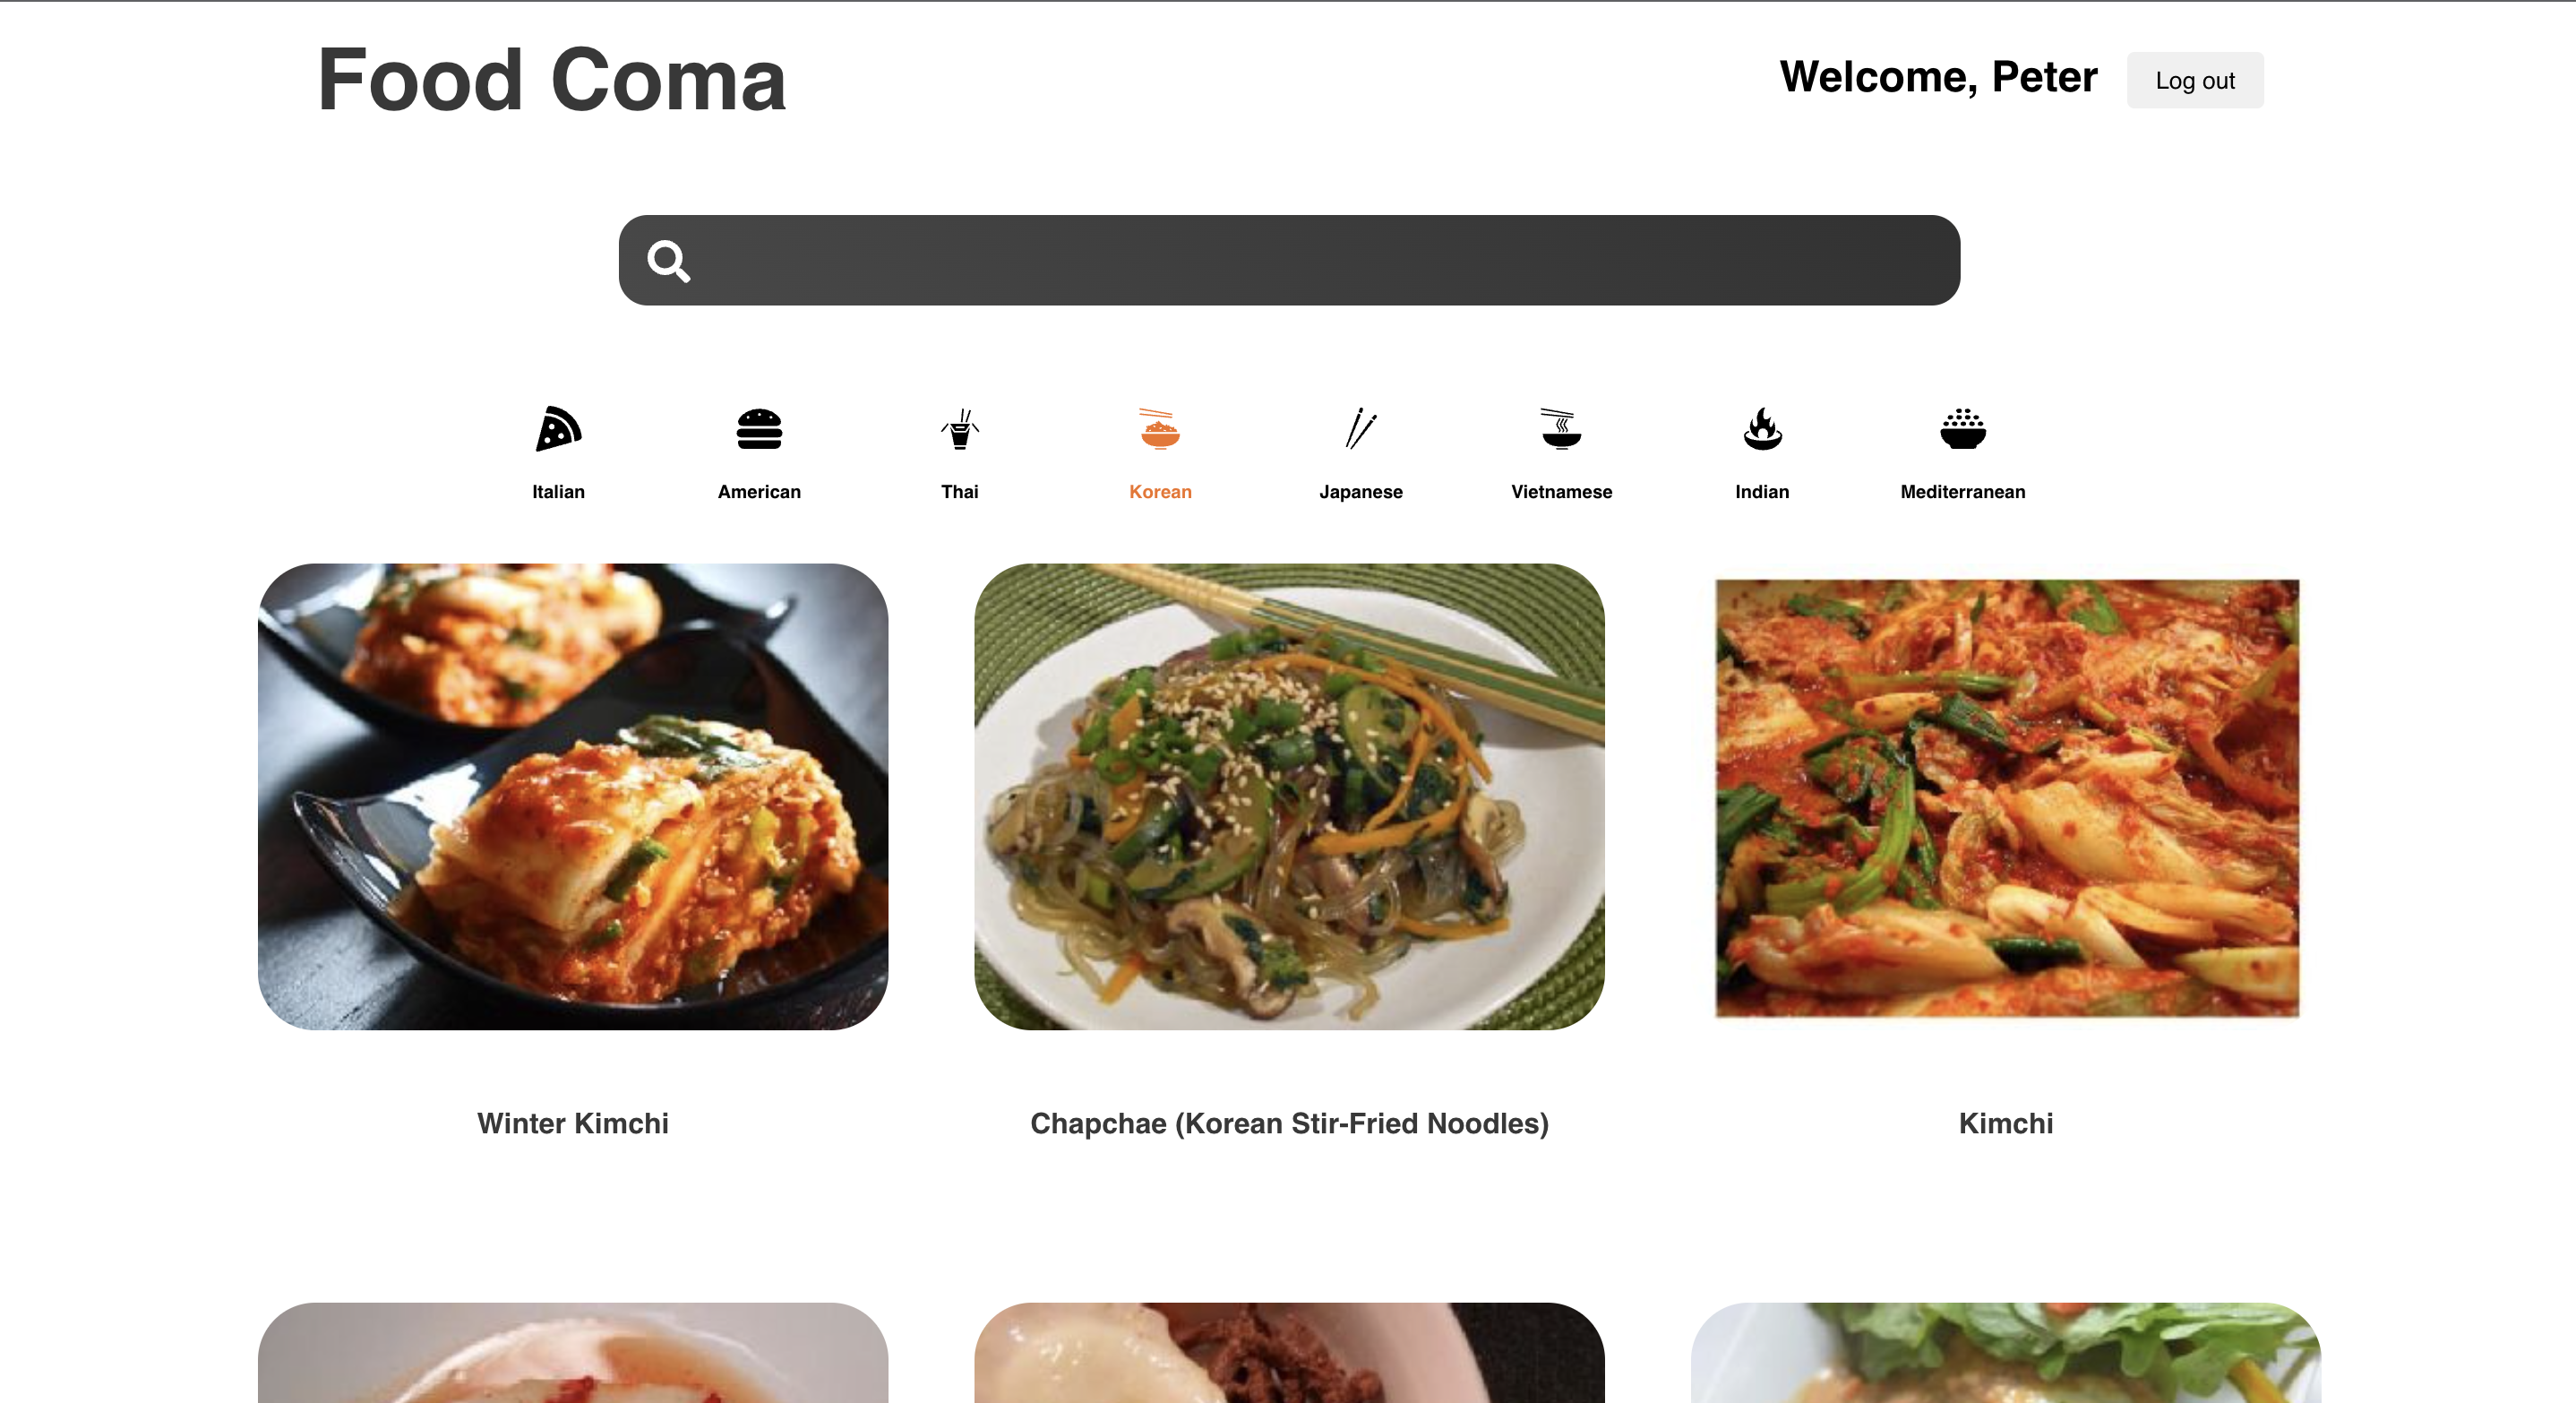 Food Coma
Welcome, Peter
Log out
Italian
American
Thai
Korean
Japanese
Vietnamese
Indian
Mediterranean
Winter Kimchi
Chapchae (Korean Stir-Fried Noodles)
Kimchi